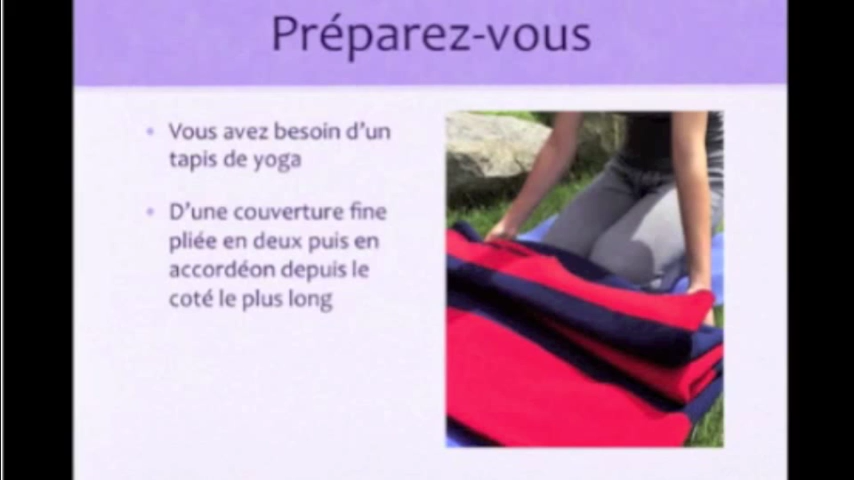 Préparez-vous
• Vous avez besoin d'un
tapis de yoga
• D'une couverture fine
pliée en deux puis en
accordéon depuis le
coté le plus long